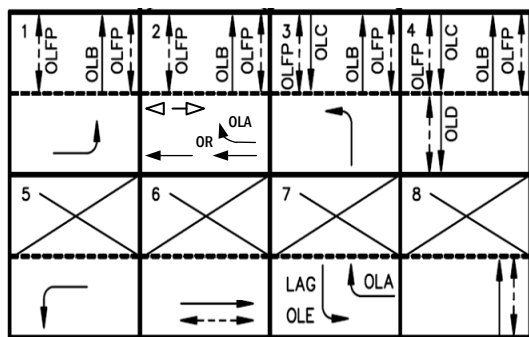 1 OLFP OLB OLFP
2 OLFP OLB OLFP
OLA
OR
3 OLFP OLC OLB OLFP
4 OLFP OLC OLB OLFP
OLD
5
6
7
LAG OLA
OLE
8